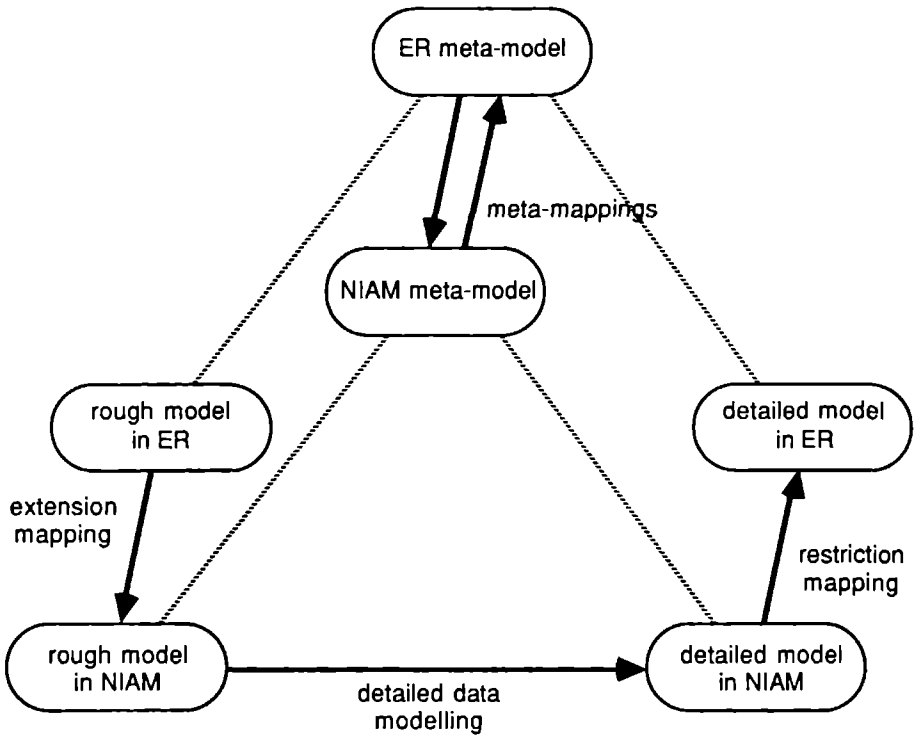 ER meta-model
meta-mappings
NIAM meta-model
rough model
in ER
detailed model
in ER
extension
mapping
restriction
mapping
rough model
in NIAM
detailed data
modelling
detailed model
in NIAM